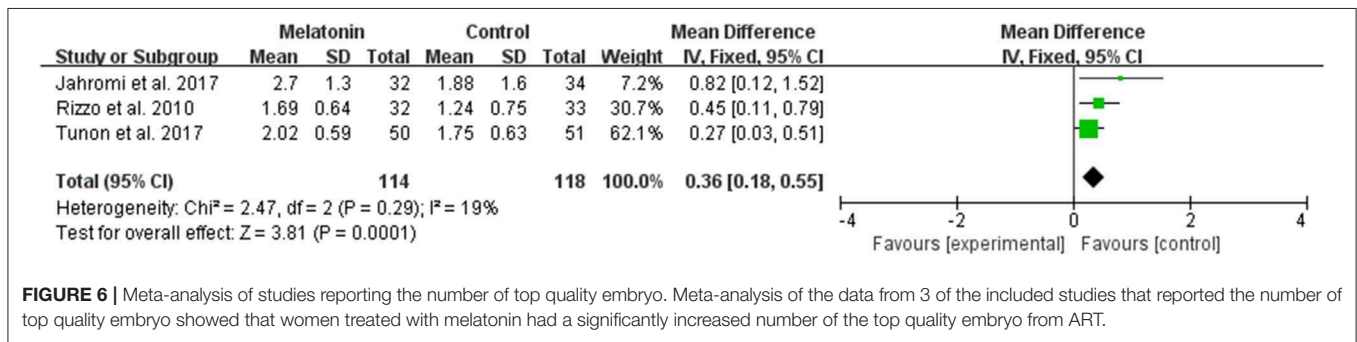 Melatonin Control Mean Difference Mean Difference
Study or Subgroup Mean SD Total Mean SD Total Weight IV, Fixed, 95% CI IV, Fixed, 95% CI
Jahromi et al. 2017 2.7 1.3 32 1.88 1.6 34 7.2% 0.82 [0.12, 1.52]
Rizzo et al. 2010 1.69 0.64 32 1.24 0.75 33 30.7% 0.45 [0.11, 0.79]
Tunon et al. 2017 2.02 0.59 50 1.75 0.63 51 62.1% 0.27 [0.03, 0.51]
Total (95% CI) 114 118 100.0% 0.36 [0.18, 0.55]
Heterogeneity: Chi² = 2.47, df = 2 (P = 0.29); I² = 19%
Test for overall effect: Z = 3.81 (P = 0.0001)
-4 -2 0 2 4
Favours [experimental] Favours [control]
FIGURE 6 | Meta-analysis of studies reporting the number of top quality embryo. Meta-analysis of the data from 3 of the included studies that reported the number of
top quality embryo showed that women treated with melatonin had a significantly increased number of the top quality embryo from ART.